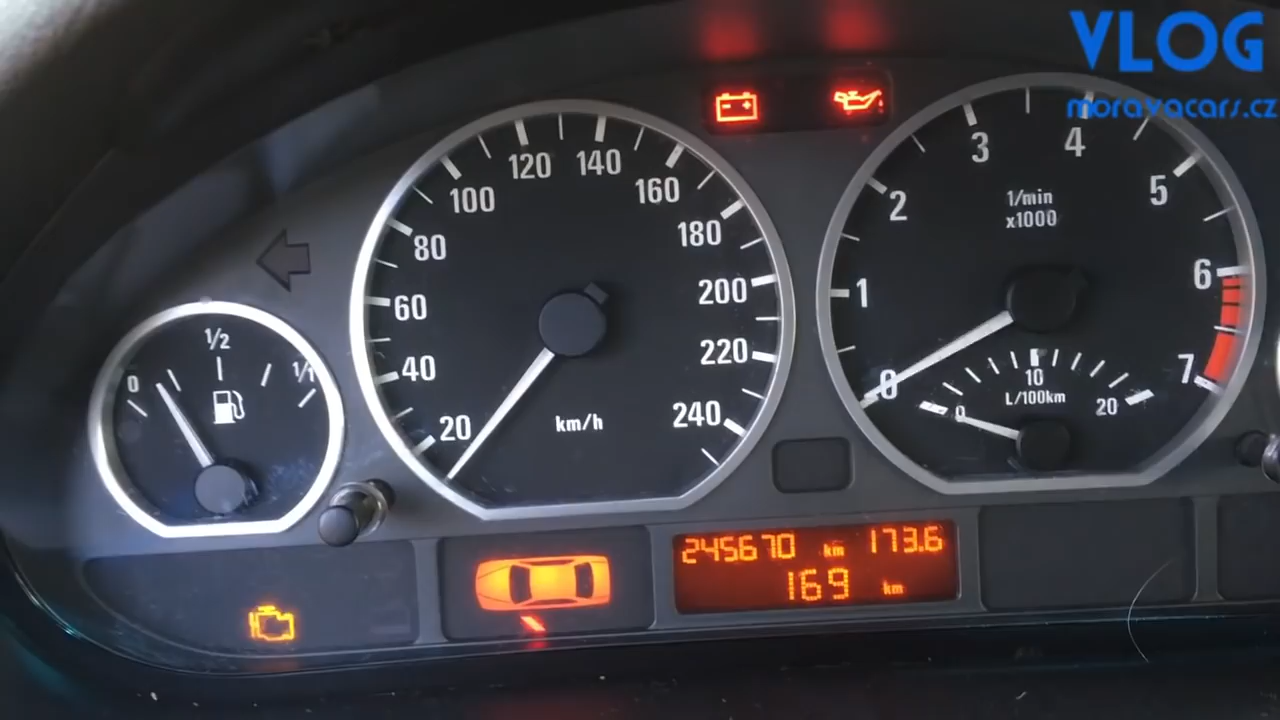 VLOG
moravacars.cz
0 1/2 1/1
20 40 60 80 100 120 140 160 180 200 220 240
km/h
0 1 2 3 4 5 6 7
1/min
x1000
0 10 20
L/100km
245670 km 173.6
169 km